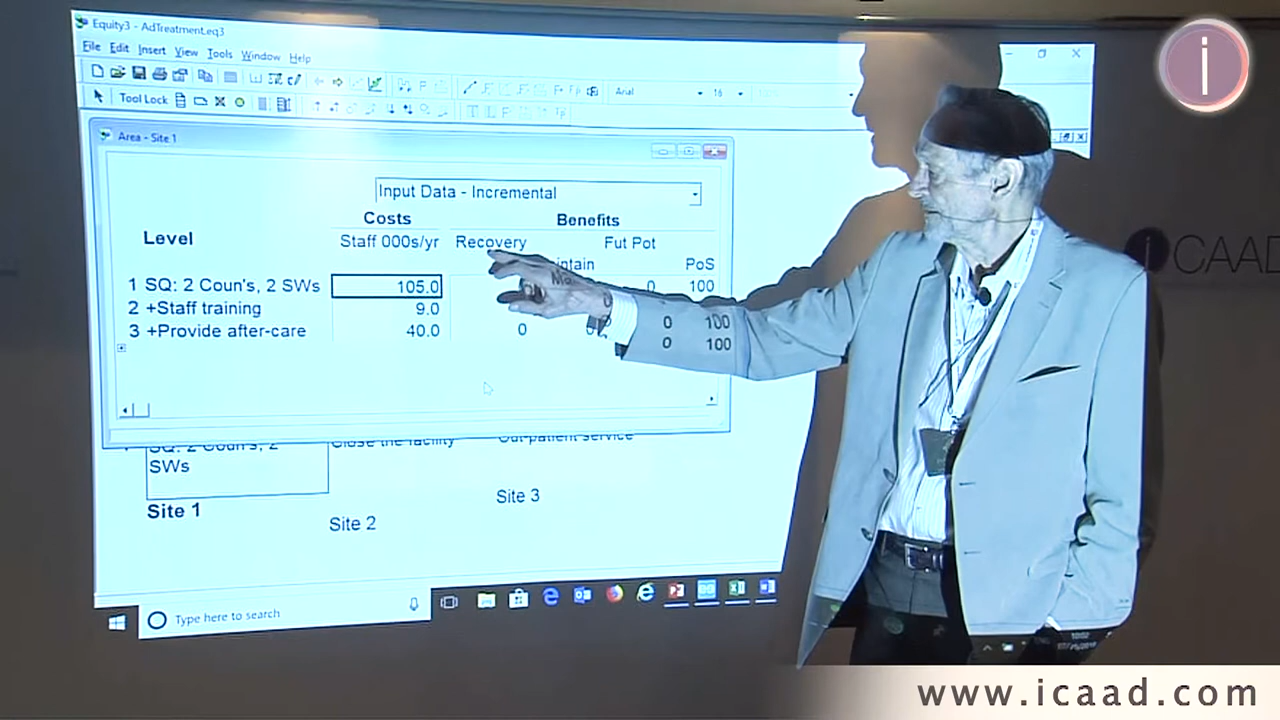 Equity3 - AdTreatment.eq3
File Edit Insert View Tools Window Help
Arial 16
Tool Lock
Area - Site 1
Input Data - Incremental
Costs Benefits
Level Staff 000s/yr Recovery Fut Pot
PoS
1 SQ: 2 Coun's, 2 SWs 105.0 0 100
2 +Staff training 9.0 0 100
3 +Provide after-care 40.0 0 0 100
SQ: 2 Coun's, 2 Close the facility Out-patient service
SWs
Site 1 Site 2 Site 3
Type here to search
i
iCAAD
www.icaad.com